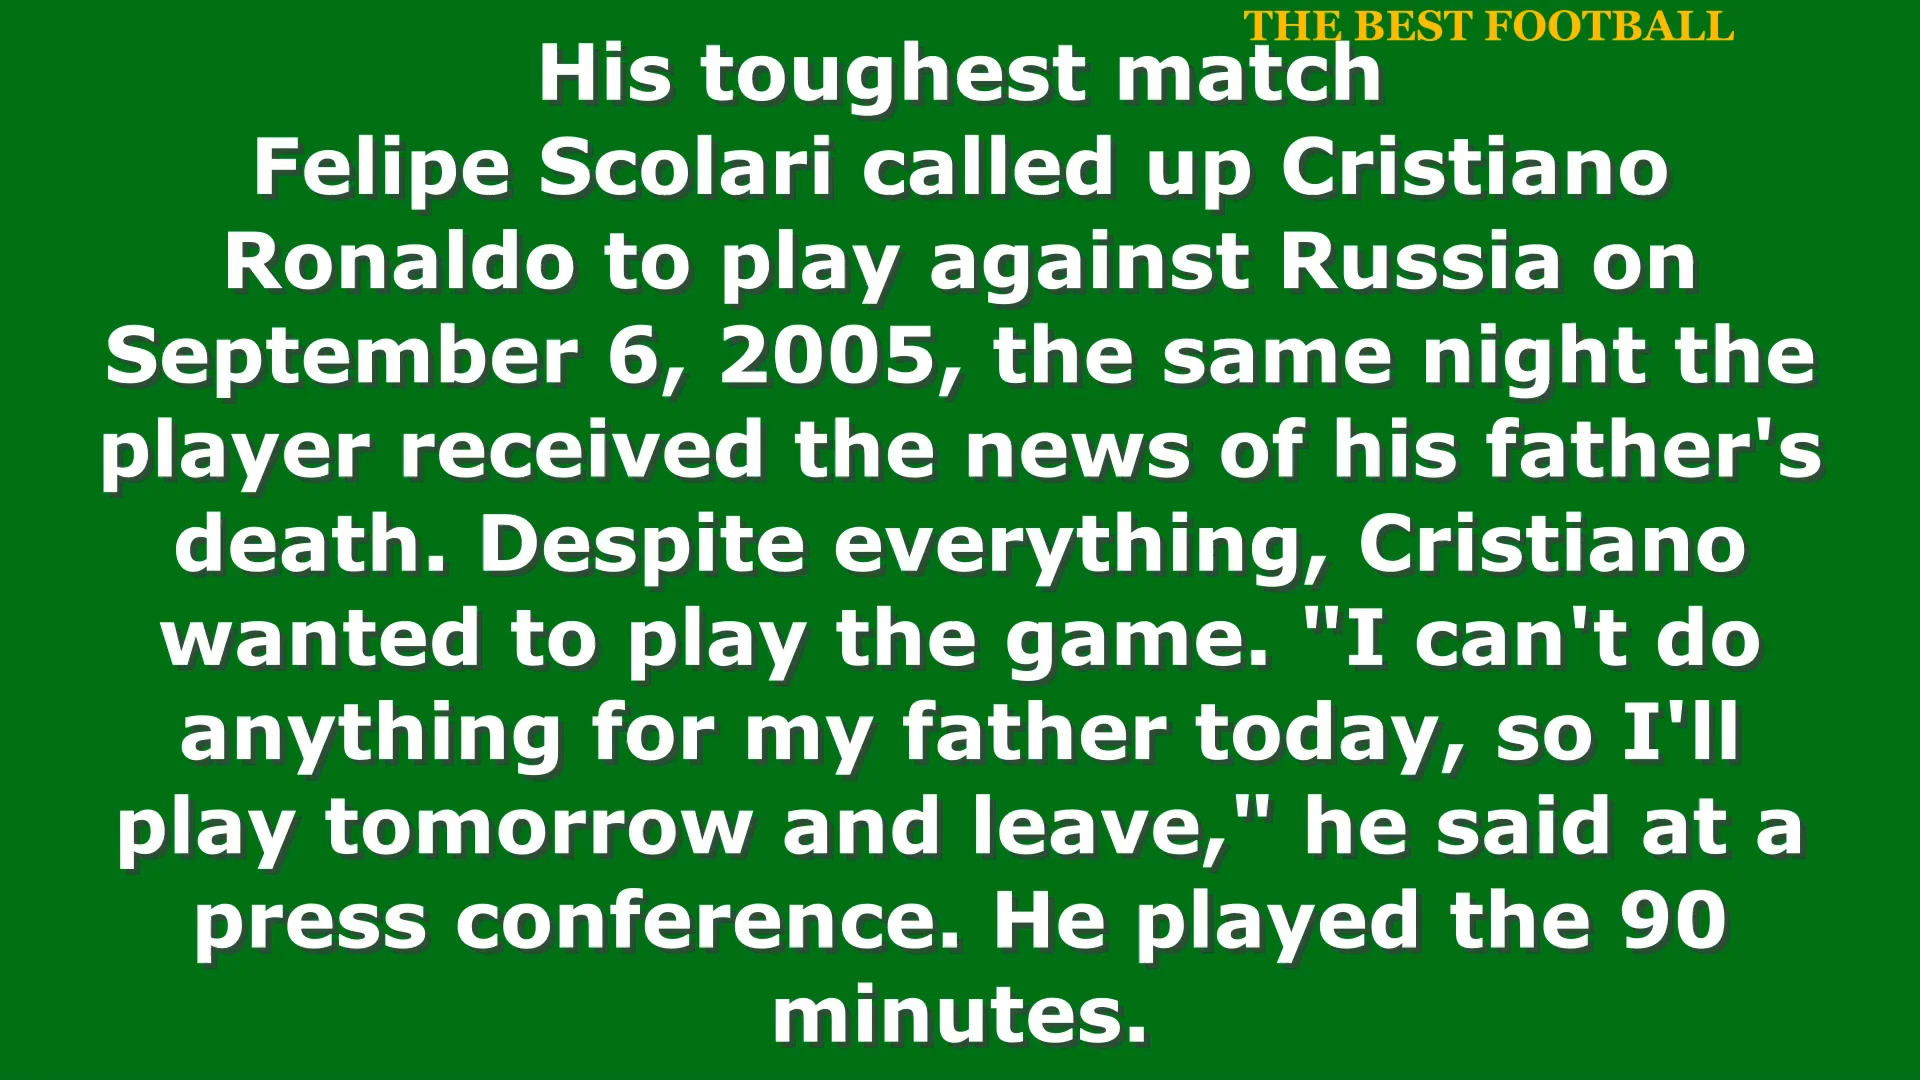 THE BEST FOOTBALL
His toughest match
Felipe Scolari called up Cristiano
Ronaldo to play against Russia on
September 6, 2005, the same night the
player received the news of his father's
death. Despite everything, Cristiano
wanted to play the game. "I can't do
anything for my father today, so I'll
play tomorrow and leave," he said at a
press conference. He played the 90
minutes.